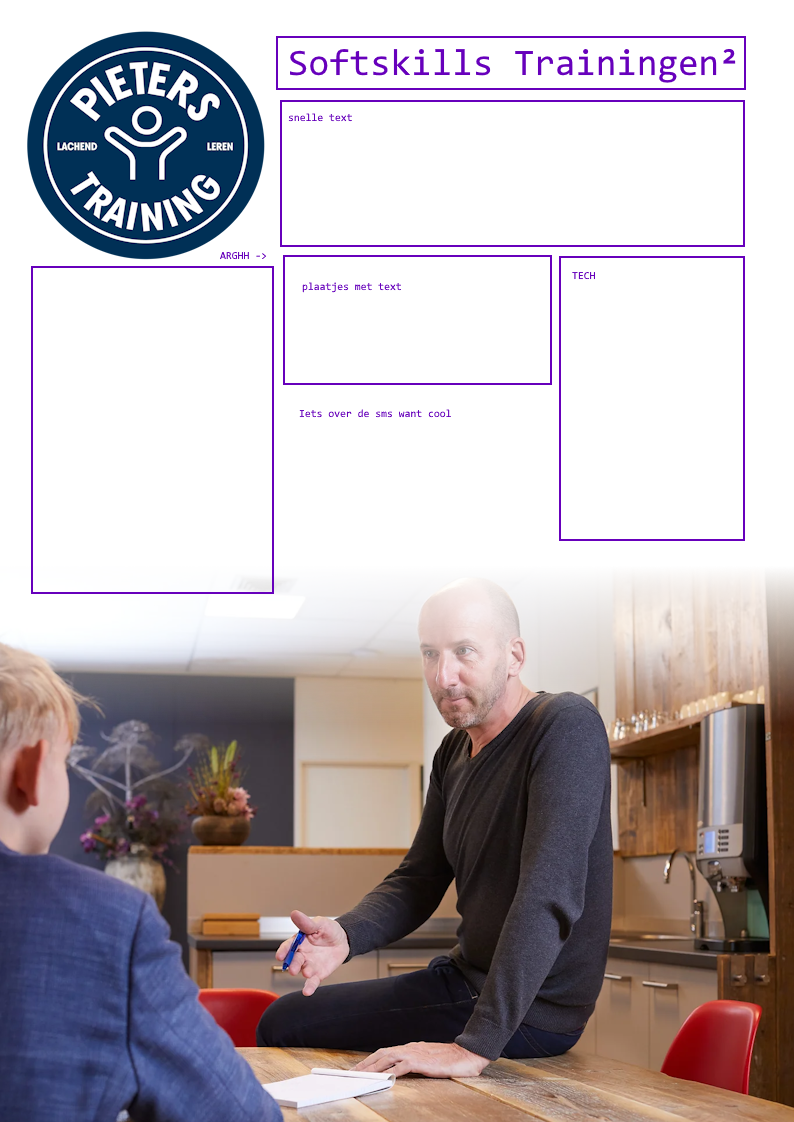 PIETERS
LACHEND LEREN
TRAINING
Softskills Trainingen²
snelle text
ARGHH ->
plaatjes met text
TECH
Iets over de sms want cool